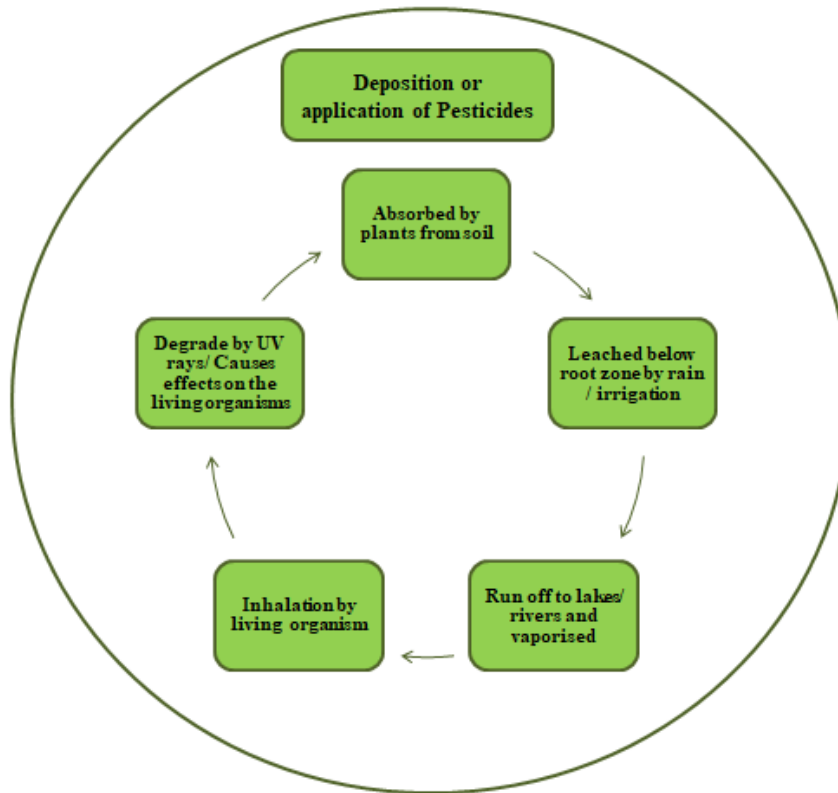 Deposition or
application of Pesticides
Absorbed by
plants from soil
Leached below
root zone by rain
/ irrigation
Run off to lakes/
rivers and
vaporised
Inhalation by
living organism
Degrade by UV
rays/ Causes
effects on the
living organisms